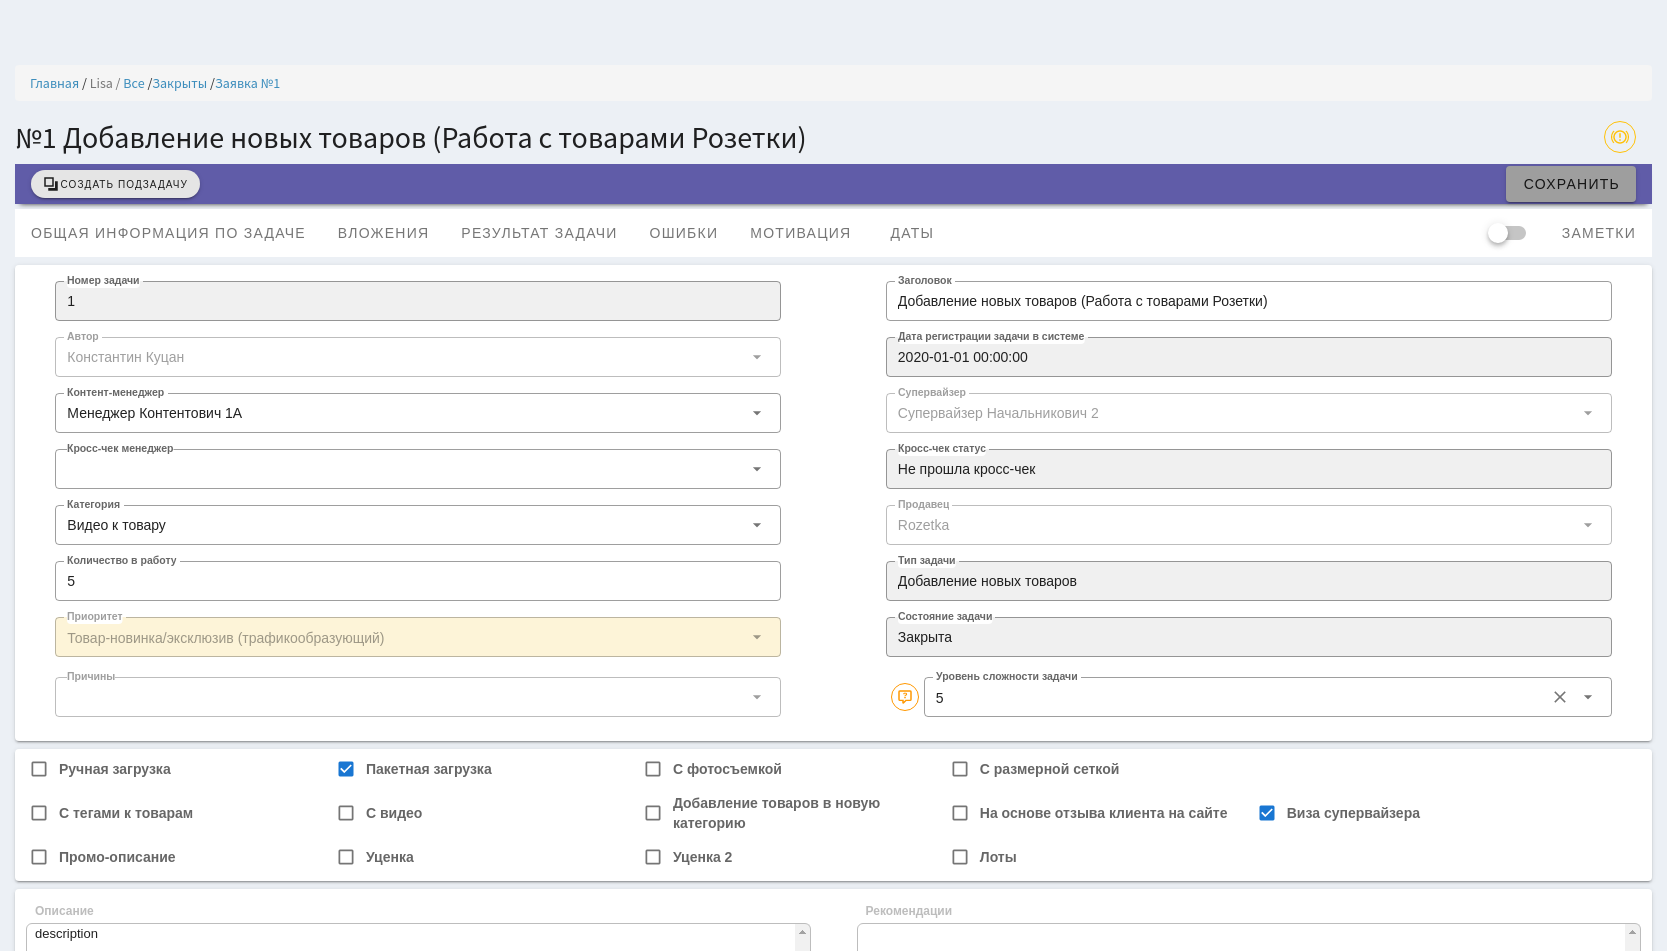 Главная / Lisa / Все /Закрыты /Заявка №1
№1 Добавление новых товаров (Работа с товарами Розетки)
СОЗДАТЬ ПОДЗАДАЧУ
СОХРАНИТЬ
ОБЩАЯ ИНФОРМАЦИЯ ПО ЗАДАЧЕ ВЛОЖЕНИЯ РЕЗУЛЬТАТ ЗАДАЧИ ОШИБКИ МОТИВАЦИЯ ДАТЫ ЗАМЕТКИ
Номер задачи
1
Заголовок
Добавление новых товаров (Работа с товарами Розетки)
Автор
Константин Куцан
Дата регистрации задачи в системе
2020-01-01 00:00:00
Контент-менеджер
Менеджер Контентович 1А
Супервайзер
Супервайзер Начальникович 2
Кросс-чек менеджер
Кросс-чек статус
Не прошла кросс-чек
Категория
Видео к товару
Продавец
Rozetka
Количество в работу
5
Тип задачи
Добавление новых товаров
Приоритет
Товар-новинка/эксклюзив (трафикообразующий)
Состояние задачи
Закрыта
Причины
Уровень сложности задачи
5
Ручная загрузка
Пакетная загрузка
С фотосъемкой
С размерной сеткой
С тегами к товарам
С видео
Добавление товаров в новую
категорию
На основе отзыва клиента на сайте
Виза супервайзера
Промо-описание
Уценка
Уценка 2
Лоты
Описание
description
Рекомендации